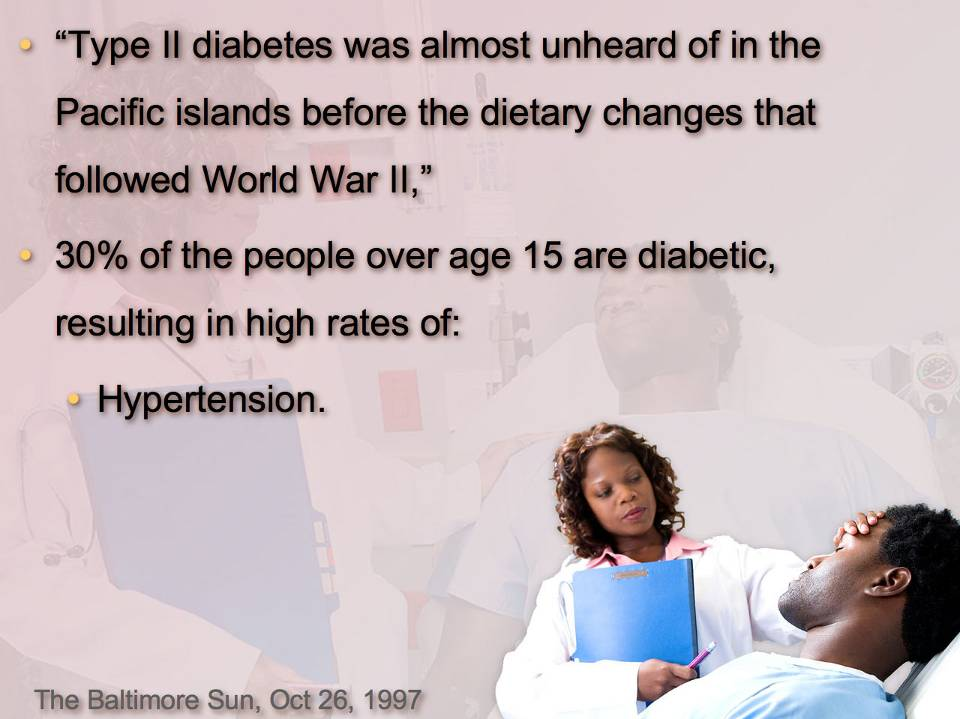 • “Type II diabetes was almost unheard of in the
Pacific islands before the dietary changes that
followed World War II,”
• 30% of the people over age 15 are diabetic,
resulting in high rates of:
• Hypertension.
The Baltimore Sun, Oct 26, 1997